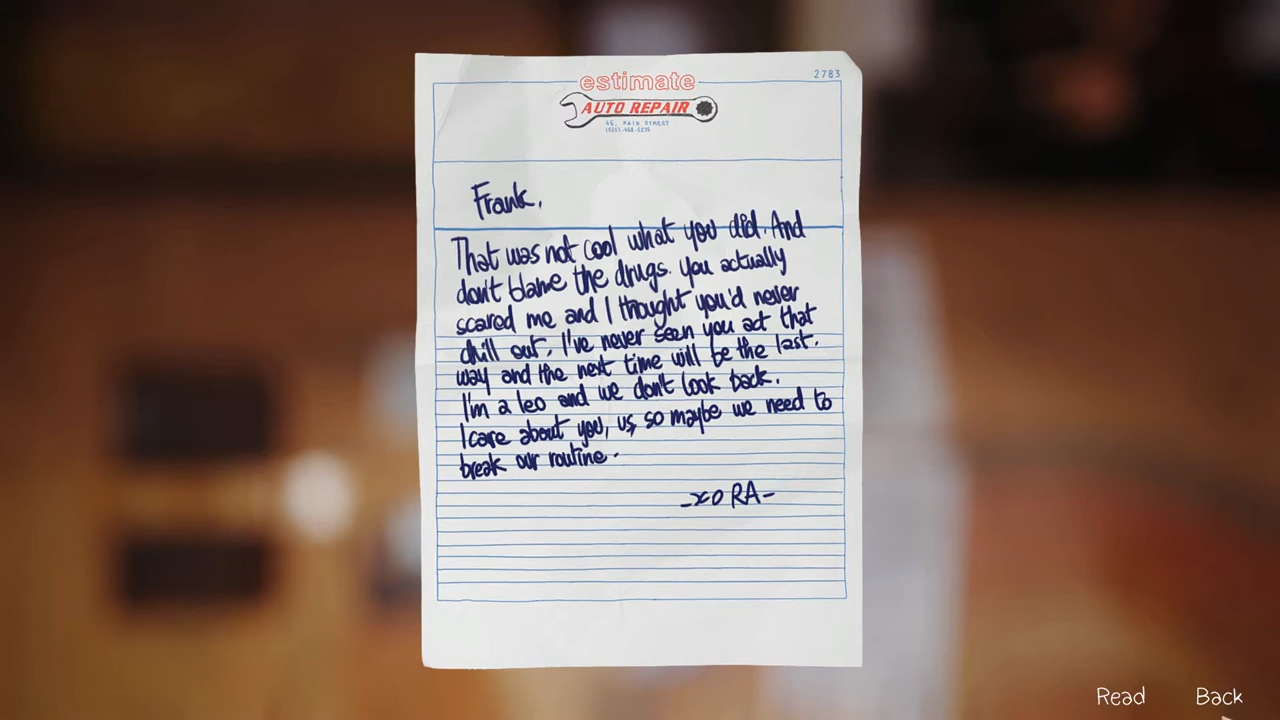 estimate
2783
AUTO REPAIR
45, MAIN STREET
Frank,
That was not cool what you did. And
don't blame the drugs. You actually
scared me and I thought you'd never
chill out. I've never seen you act that
way and the next time will be the last.
I'm a leo and we don't look back.
I care about you, us, so maybe we need to
break our routine.
-xo RA-
Read
Back